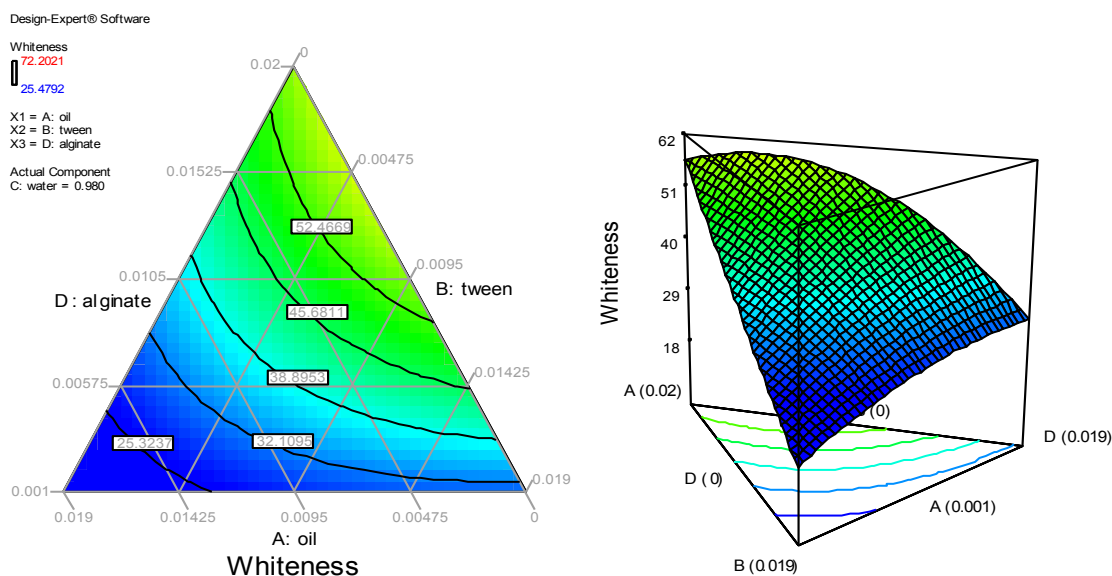 Design-Expert® Software
Whiteness
72.2021
25.4792
X1 = A: oil
X2 = B: tween
X3 = D: alginate
Actual Component
C: water = 0.980
0
0.02
0.00475
0.01525
52.4669
0.0095
0.0105
B: tween
D: alginate
45.6811
0.01425
38.8953
0.00575
25.3237
32.1095
0.019
0.001
0.019
0.01425
0.0095
0.00475
0
A: oil
Whiteness
62
51
40
29
18
Whiteness
A (0.02)
(0)
D (0.019)
D (0)
A (0.001)
B (0.019)